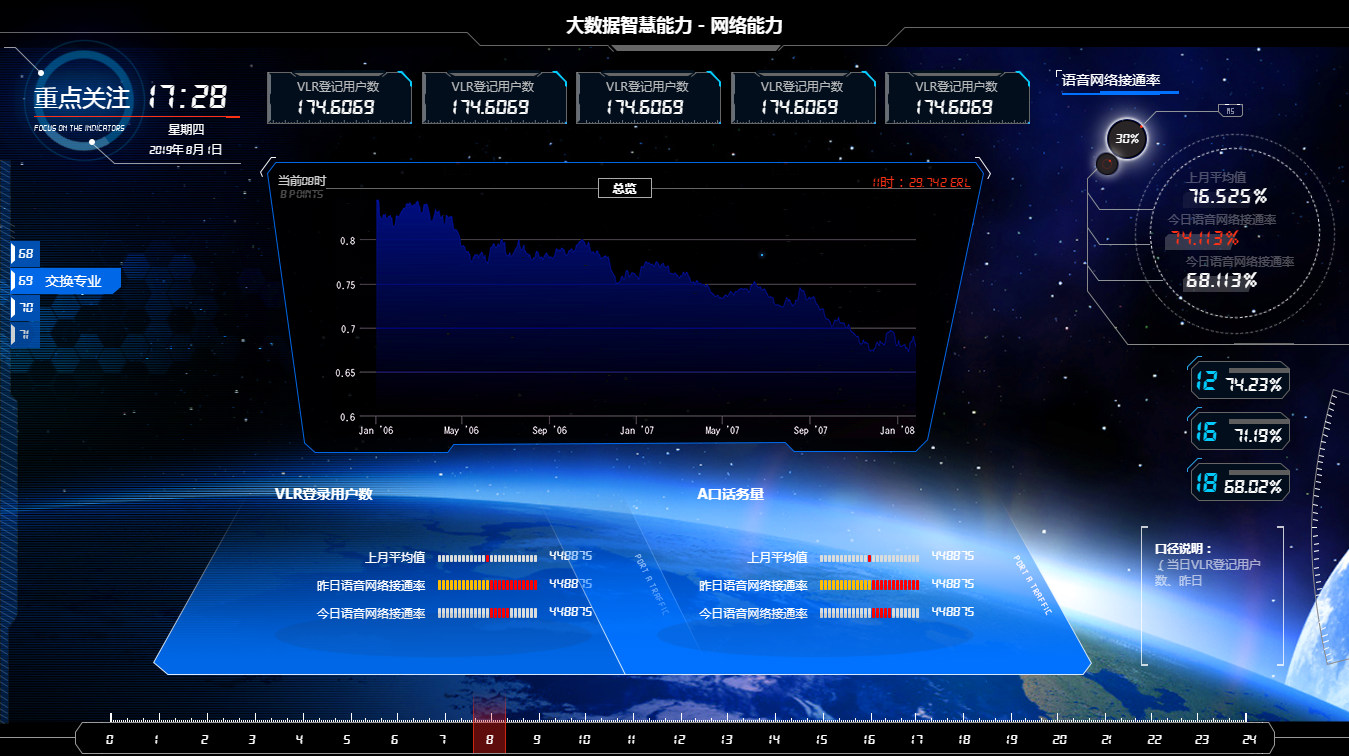 大数据智慧能力 - 网络能力
重点关注
FOCUS ON THE INDICATORS
17:28
星期四
2019年8月1日
VLR登记用户数
174.6069
VLR登记用户数
174.6069
VLR登记用户数
174.6069
VLR登记用户数
174.6069
VLR登记用户数
174.6069
语音网络接通率
MS
30%
上月平均值
76.525%
今日语音网络接通率
74.113%
今日语音网络接通率
68.113%
当前08时
8 POINTS
总览
11时：29.742 ERL
0.8
0.75
0.7
0.65
0.6
Jan '06
May '06
Sep '06
Jan '07
May '07
Sep '07
Jan '08
68
69 交换专业
70
71
12 74.23%
16 71.19%
18 68.02%
VLR登录用户数
上月平均值 448875
昨日语音网络接通率 448875
今日语音网络接通率 448875
PORT A TRAFFIC
A口话务量
上月平均值 448875
昨日语音网络接通率 448875
今日语音网络接通率 448875
PORT A TRAFFIC
口径说明：
（当日VLR登记用户
数、昨日
0 1 2 3 4 5 6 7 8 9 10 11 12 13 14 15 16 17 18 19 20 21 22 23 24